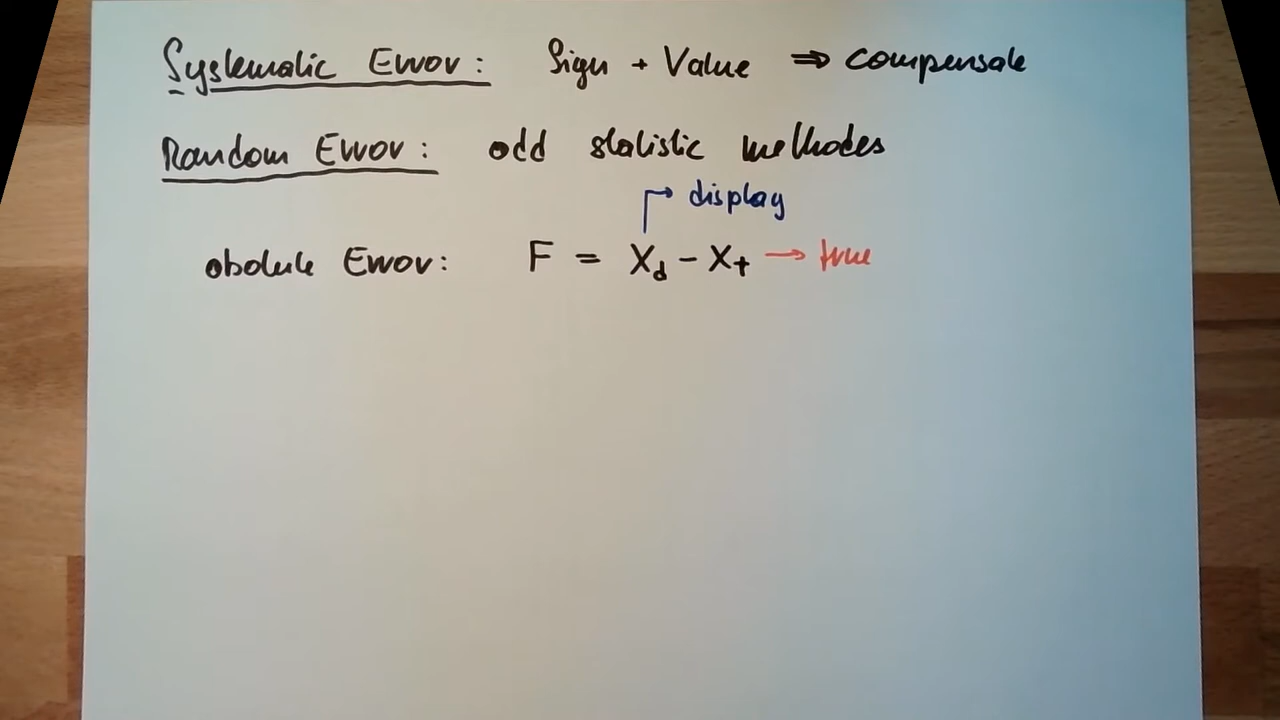 Systematic Error: Sign + Value ⇒ compensate
Random Error: add statistic methodes
display
absolute Error: F = Xd - Xt → true